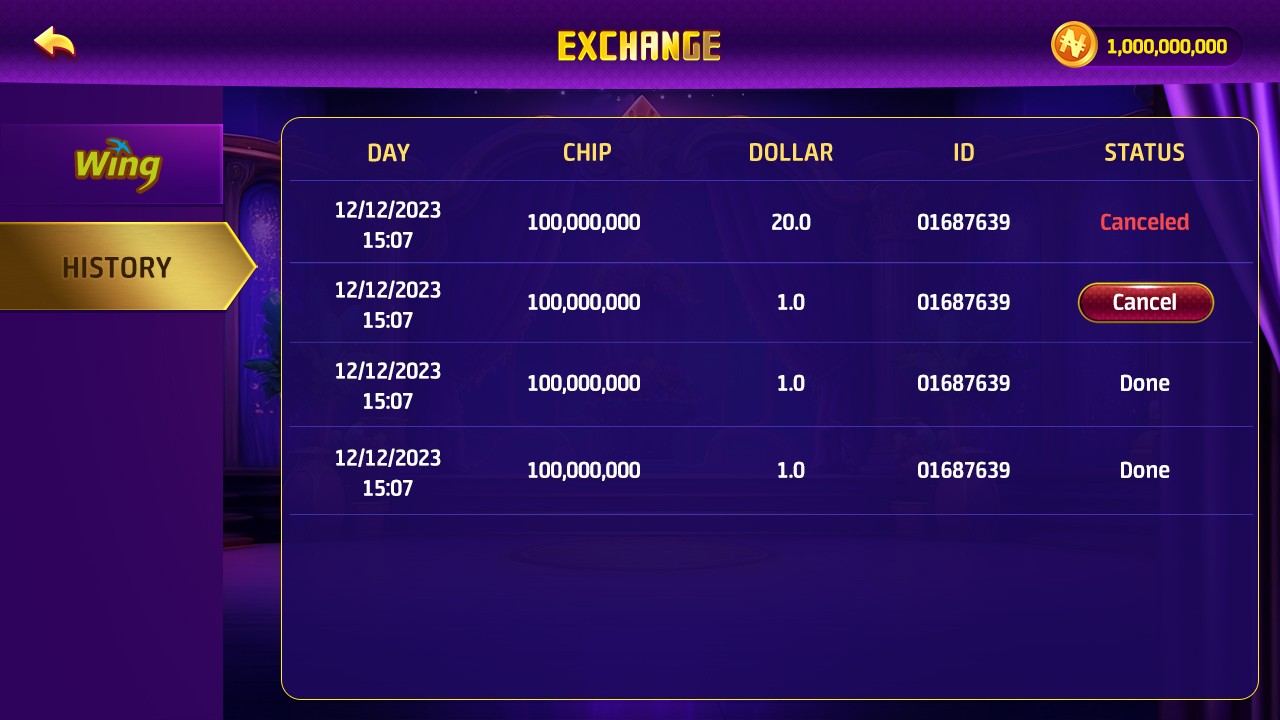 EXCHANGE
1,000,000,000
Wing
HISTORY
DAY CHIP DOLLAR ID STATUS
12/12/2023
15:07
100,000,000 20.0 01687639 Canceled
12/12/2023
15:07
100,000,000 1.0 01687639 Cancel
12/12/2023
15:07
100,000,000 1.0 01687639 Done
12/12/2023
15:07
100,000,000 1.0 01687639 Done